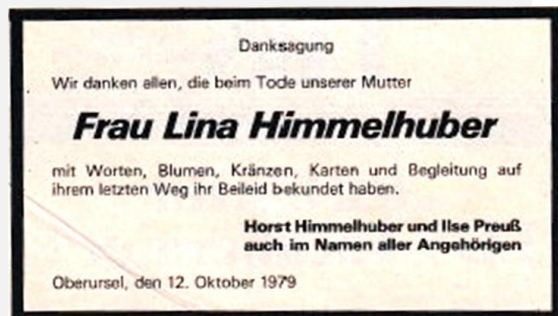 Danksagung
Wir danken allen, die beim Tode unserer Mutter
Frau Lina Himmelhuber
mit Worten, Blumen, Kränzen, Karten und Begleitung auf
ihrem letzten Weg ihr Beileid bekundet haben.
Horst Himmelhuber und Ilse Preuß
auch im Namen aller Angehörigen
Oberursel, den 12. Oktober 1979